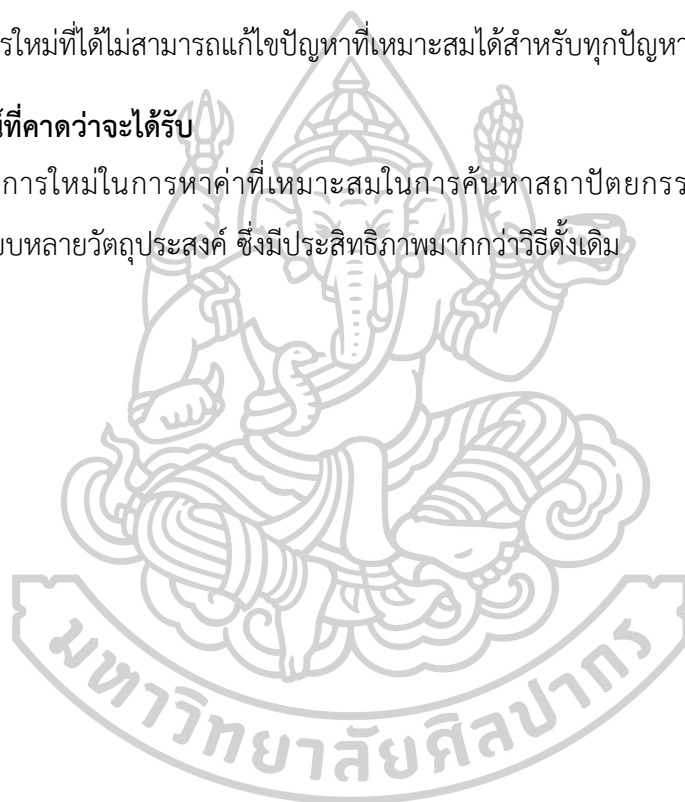 รใหม่ที่ได้ไม่สามารถแก้ไขปัญหาที่เหมาะสมได้สำหรับทุกปัญหา
์ที่คาดว่าจะได้รับ
การใหม่ในการหาค่าที่เหมาะสมในการค้นหาสถาปัตยกรร
บบหลายวัตถุประสงค์ ซึ่งมีประสิทธิภาพมากกว่าวิธีดั้งเดิม
มหาวิทยาลัยศิลปากร